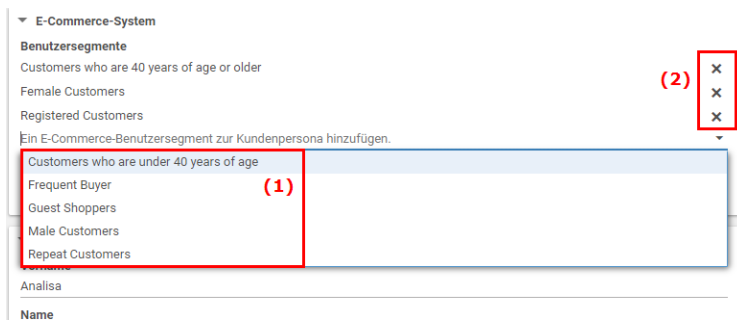 E-Commerce-System
Benutzersegmente
Customers who are 40 years of age or older
(2)
Female Customers
Registered Customers
Ein E-Commerce-Benutzersegment zur Kundenpersona hinzufügen.
Customers who are under 40 years of age
Frequent Buyer
(1)
Guest Shoppers
Male Customers
Repeat Customers
Vorname
Analisa
Name